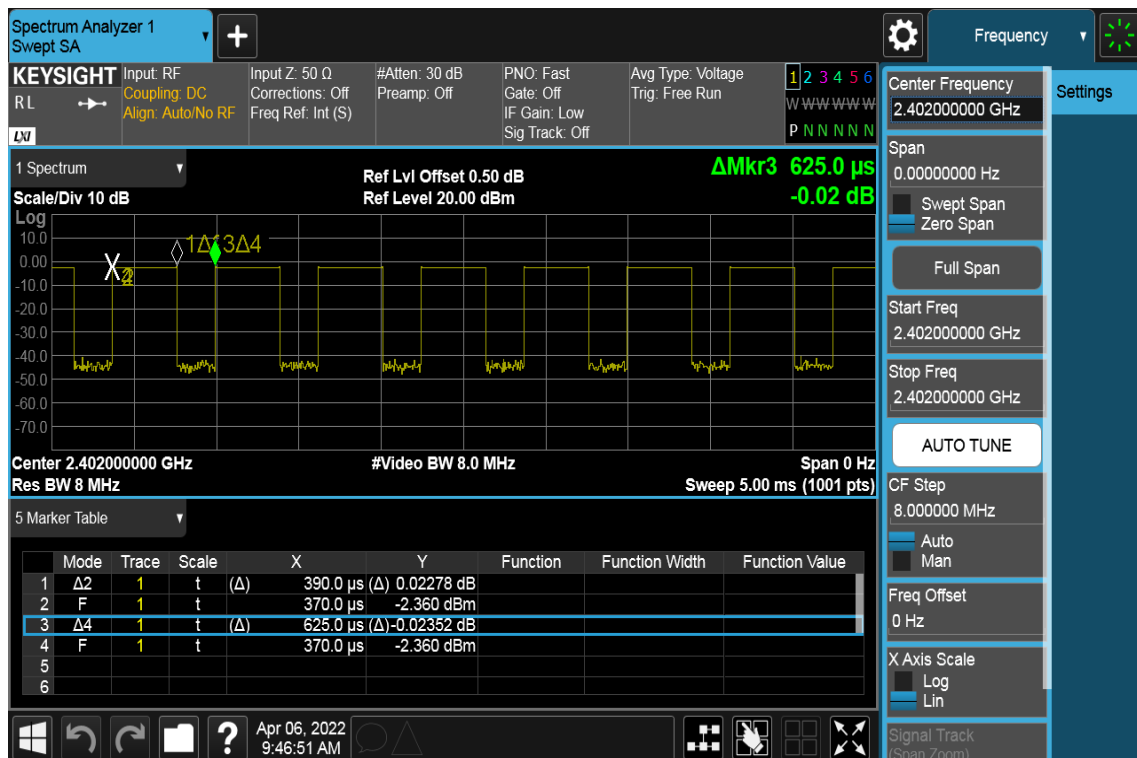 Spectrum Analyzer 1
Swept SA
Frequency
KEYSIGHT
RL
LXI
Input: RF
Coupling: DC
Align: Auto/No RF
Input Z: 50 Ω
Corrections: Off
Freq Ref: Int (S)
#Atten: 30 dB
Preamp: Off
PNO: Fast
Gate: Off
IF Gain: Low
Sig Track: Off
Avg Type: Voltage
Trig: Free Run
1 2 3 4 5 6
W W W W W W
P N N N N N
1 Spectrum
Scale/Div 10 dB
Ref Lvl Offset 0.50 dB
Ref Level 20.00 dBm
ΔMkr3 625.0 µs
-0.02 dB
Log
10.0
0.00
-10.0
-20.0
-30.0
-40.0
-50.0
-60.0
-70.0
3Δ4
Center 2.402000000 GHz
Res BW 8 MHz
#Video BW 8.0 MHz
Span 0 Hz
Sweep 5.00 ms (1001 pts)
5 Marker Table
Mode Trace Scale X Y Function Function Width Function Value
1 Δ2 1 t (Δ) 390.0 µs (Δ) 0.02278 dB
2 F 1 t 370.0 µs -2.360 dBm
3 Δ4 1 t (Δ) 625.0 µs (Δ)-0.02352 dB
4 F 1 t 370.0 µs -2.360 dBm
5
6
Apr 06, 2022
9:46:51 AM
Center Frequency
2.402000000 GHz
Span
0.00000000 Hz
Swept Span
Zero Span
Full Span
Start Freq
2.402000000 GHz
Stop Freq
2.402000000 GHz
AUTO TUNE
CF Step
8.000000 MHz
Auto
Man
Freq Offset
0 Hz
X Axis Scale
Log
Lin
Signal Track
(Span Zoom)
Settings